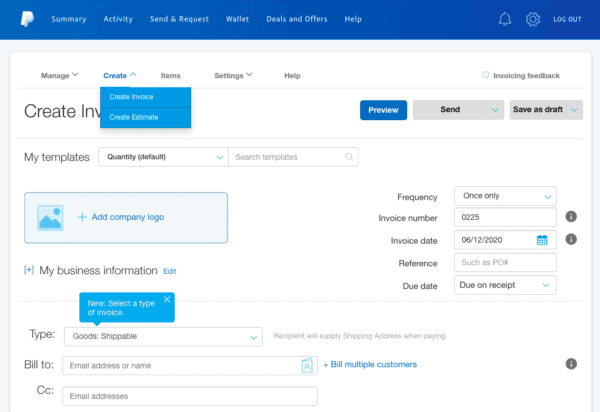 Summary Activity Send & Request Wallet Deals and Offers Help LOG OUT
Manage Create Items Settings Help Invoicing feedback
Create Inv
Create Invoice
Create Estimate
Preview Send Save as draft
My templates Quantity (default) Search templates
Add company logo
Frequency Once only
Invoice number 0225
Invoice date 06/12/2020
Reference Such as PO#
Due date Due on receipt
My business information Edit
New: Select a type
of invoice.
Type: Goods: Shippable Recipient will supply Shipping Address when paying.
Bill to: Email address or name + Bill multiple customers
Cc: Email addresses